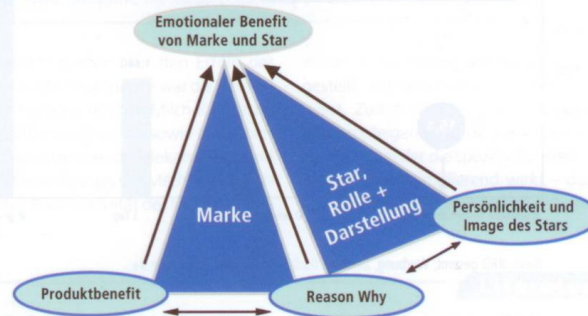 Emotionaler Benefit
von Marke und Star
Marke
Star,
Rolle +
Darstellung
Persönlichkeit und
Image des Stars
Produktbenefit
Reason Why